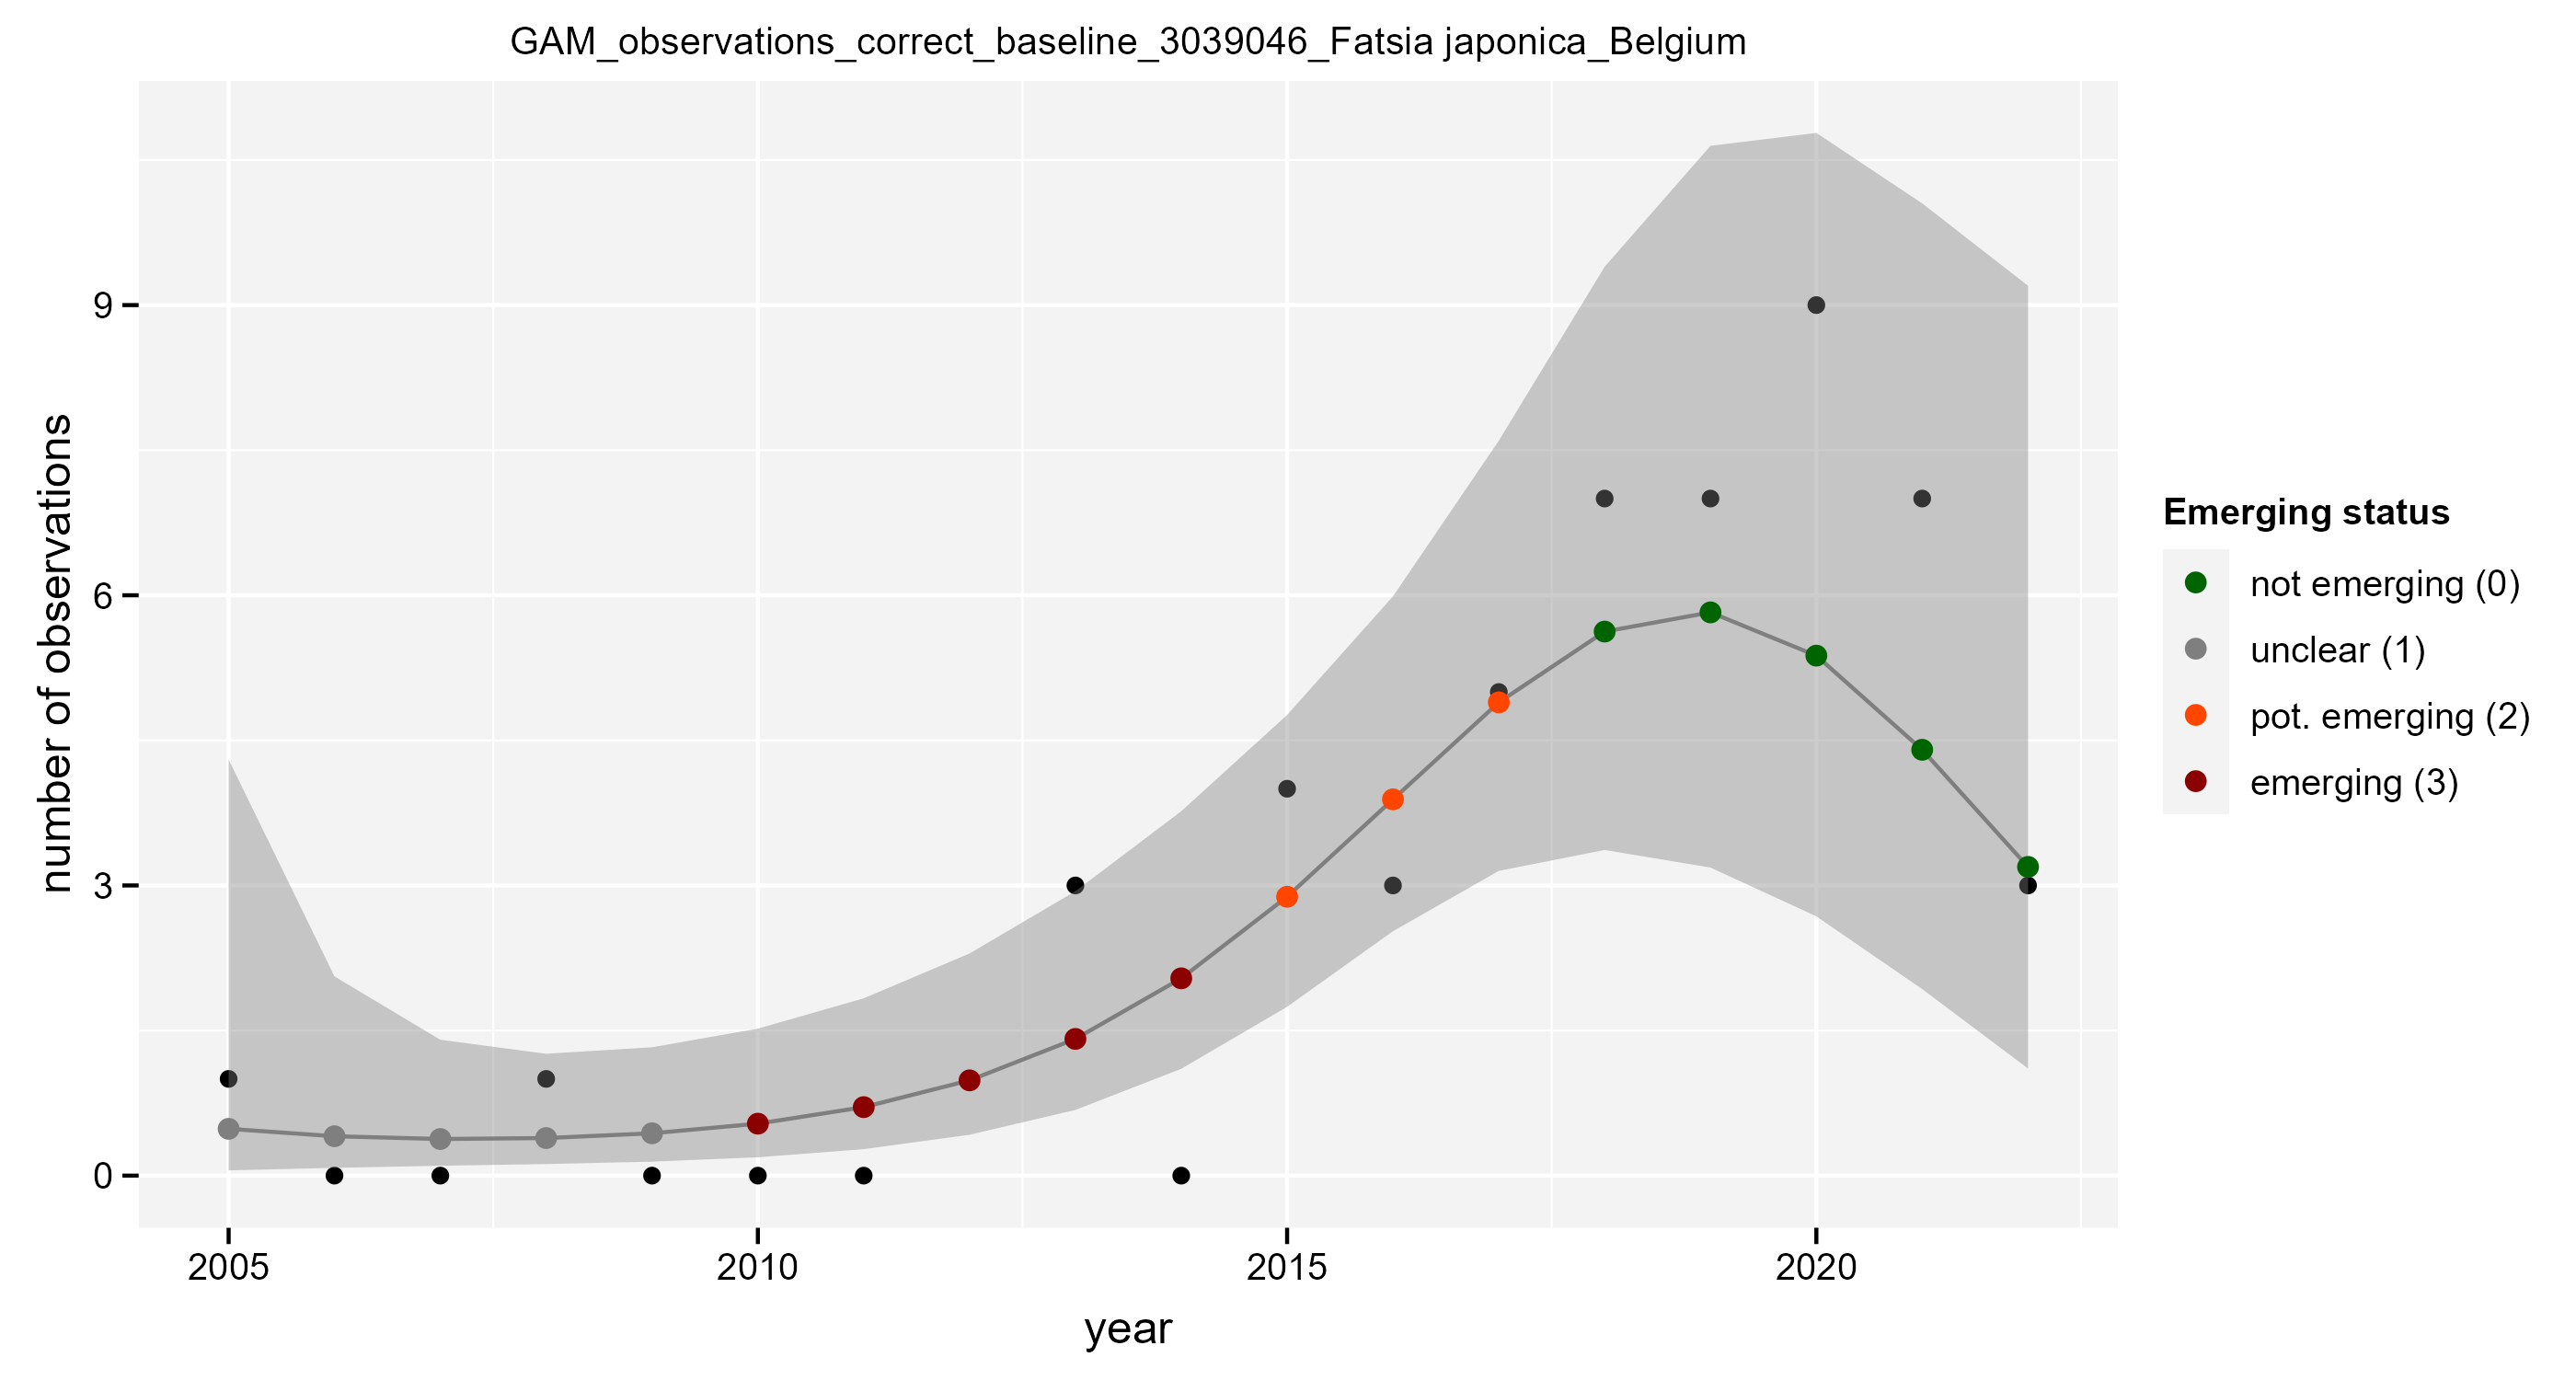 GAM_observations_correct_baseline_3039046_Fatsia japonica_Belgium
number of observations
9
6
3
0
2005 2010 2015 2020
year
Emerging status
not emerging (0)
unclear (1)
pot. emerging (2)
emerging (3)